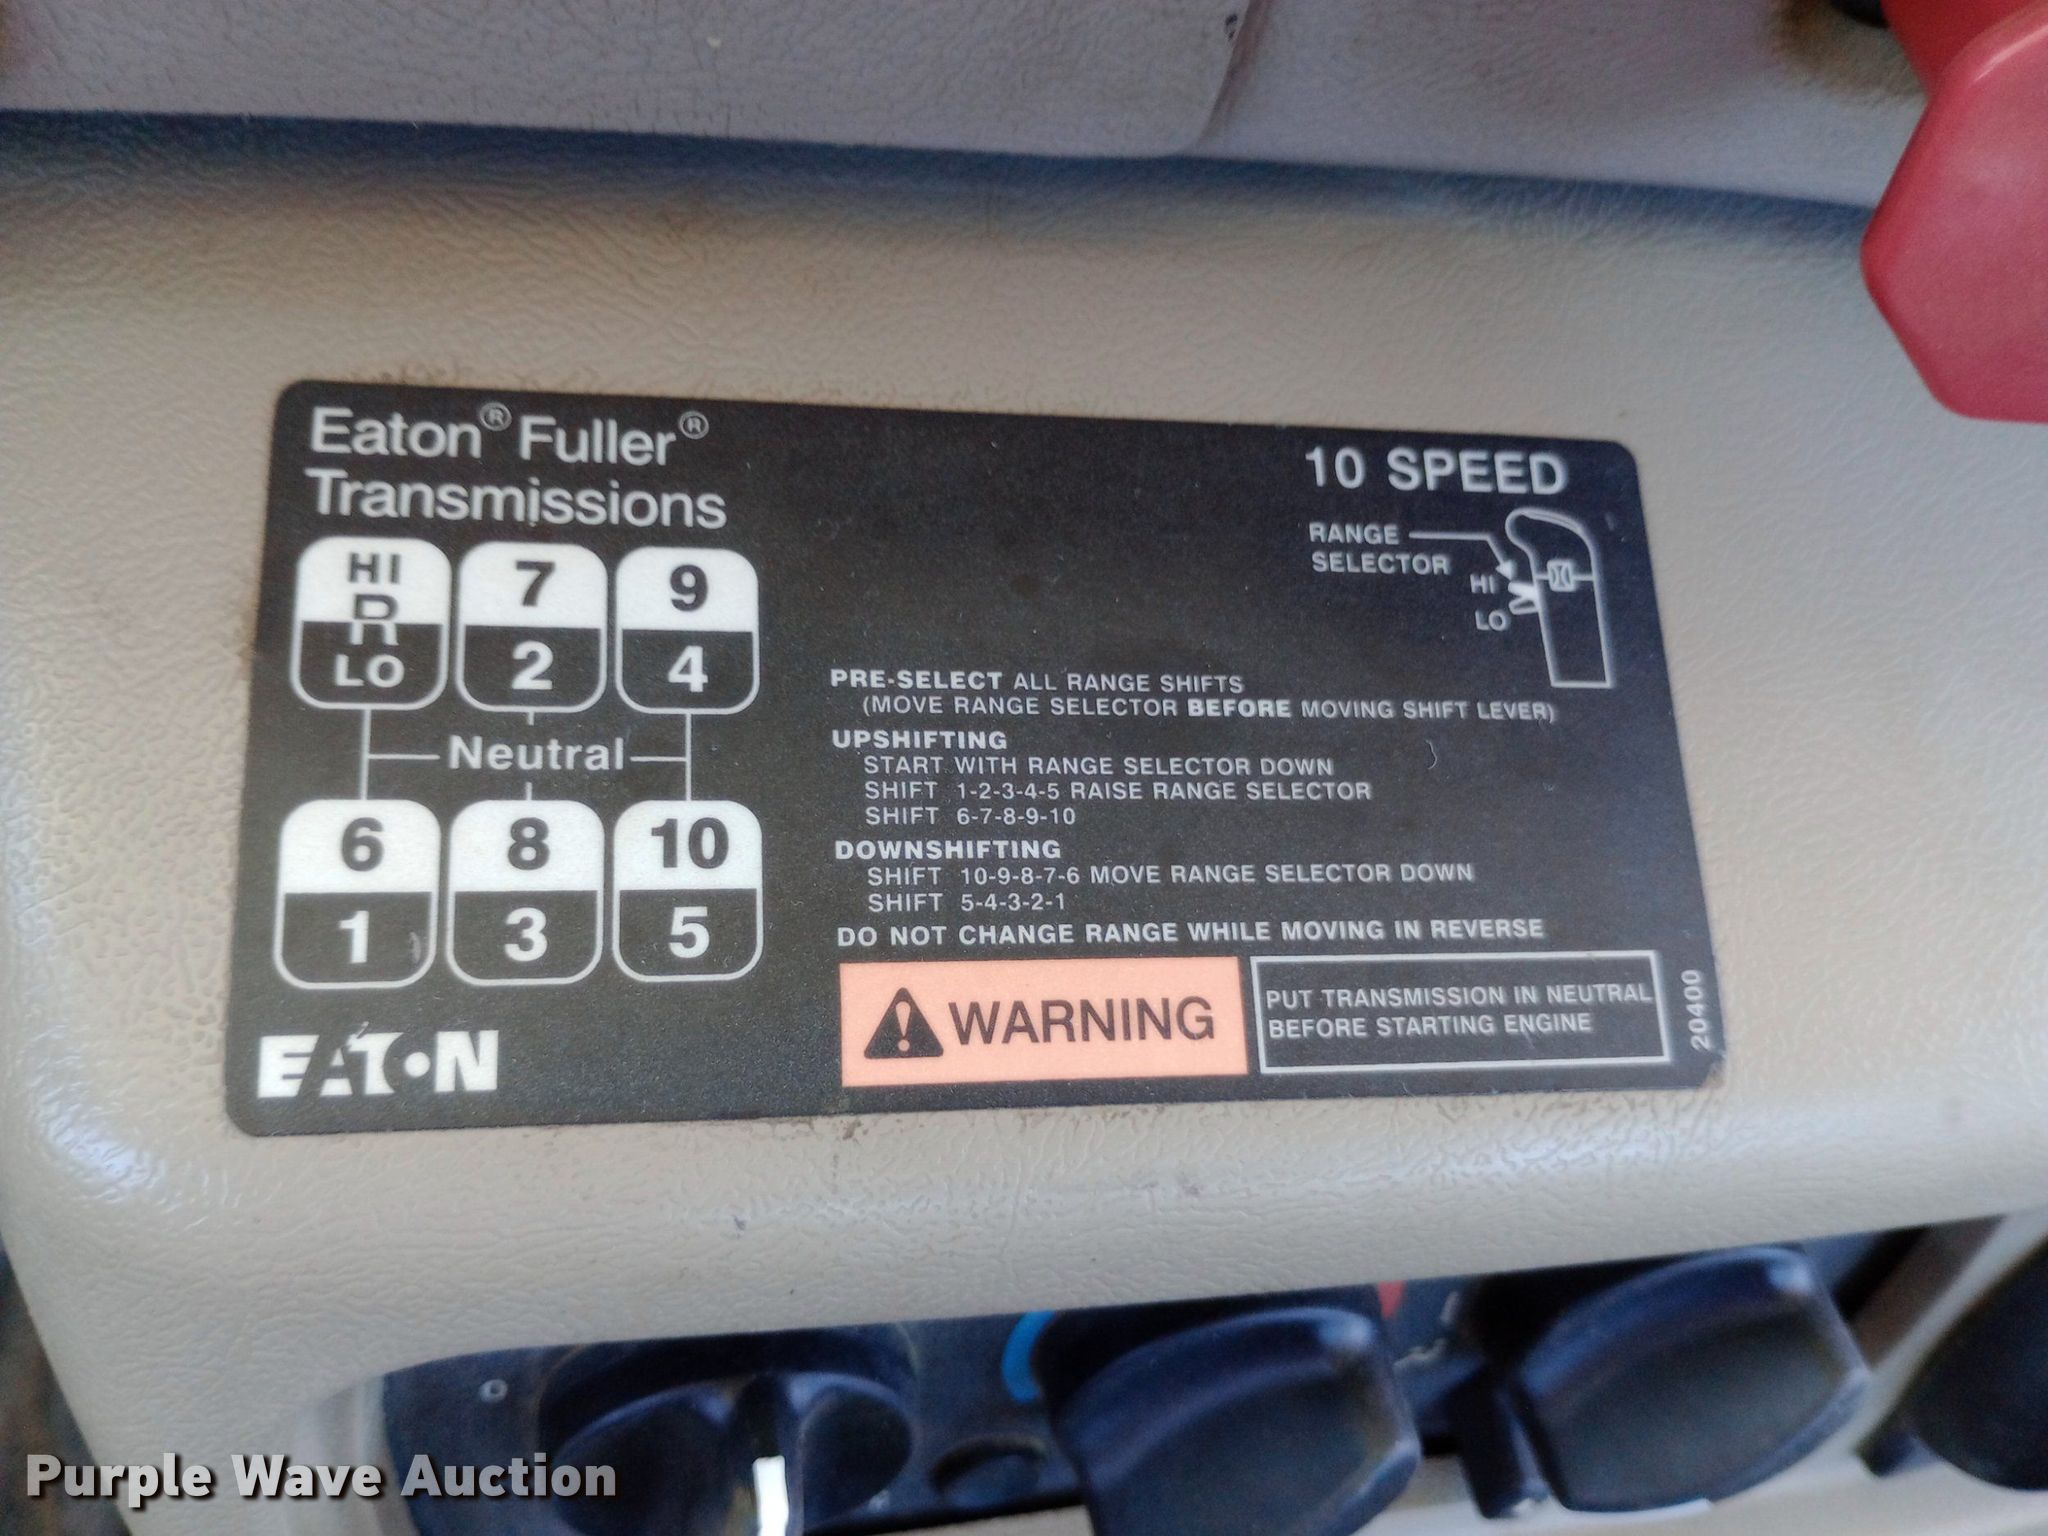 Eaton® Fuller®
Transmissions
10 SPEED
RANGE
SELECTOR
HI
LO
HI
R
LO
7
2
9
4
Neutral
6
1
8
3
10
5
PRE-SELECT ALL RANGE SHIFTS
(MOVE RANGE SELECTOR BEFORE MOVING SHIFT LEVER)
UPSHIFTING
START WITH RANGE SELECTOR DOWN
SHIFT 1-2-3-4-5 RAISE RANGE SELECTOR
SHIFT 6-7-8-9-10
DOWNSHIFTING
SHIFT 10-9-8-7-6 MOVE RANGE SELECTOR DOWN
SHIFT 5-4-3-2-1
DO NOT CHANGE RANGE WHILE MOVING IN REVERSE
WARNING
PUT TRANSMISSION IN NEUTRAL
BEFORE STARTING ENGINE
20400
EATON
Purple Wave Auction